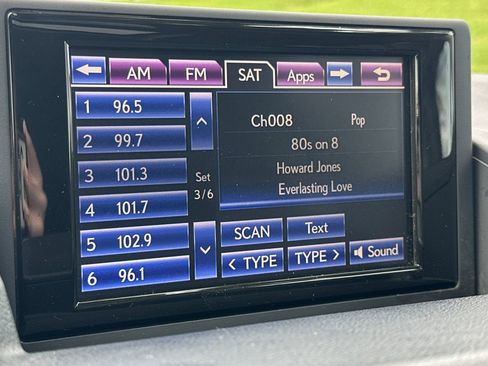 AM FM SAT Apps
1 96.5
2 99.7
3 101.3
4 101.7
5 102.9
6 96.1
Set
3/6
Ch008 Pop
80s on 8
Howard Jones
Everlasting Love
SCAN Text
< TYPE TYPE > Sound